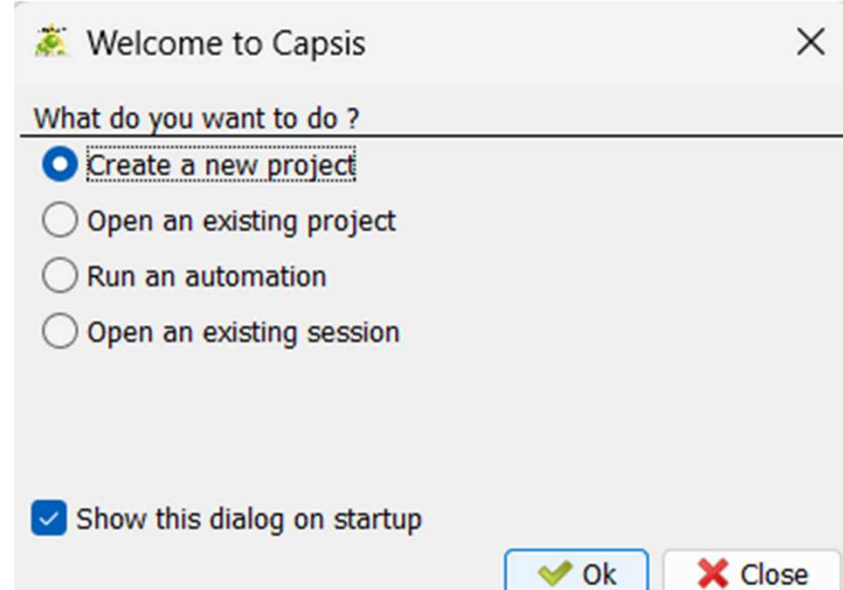 Welcome to Capsis
What do you want to do ?
Create a new project
Open an existing project
Run an automation
Open an existing session
Show this dialog on startup
Ok Close